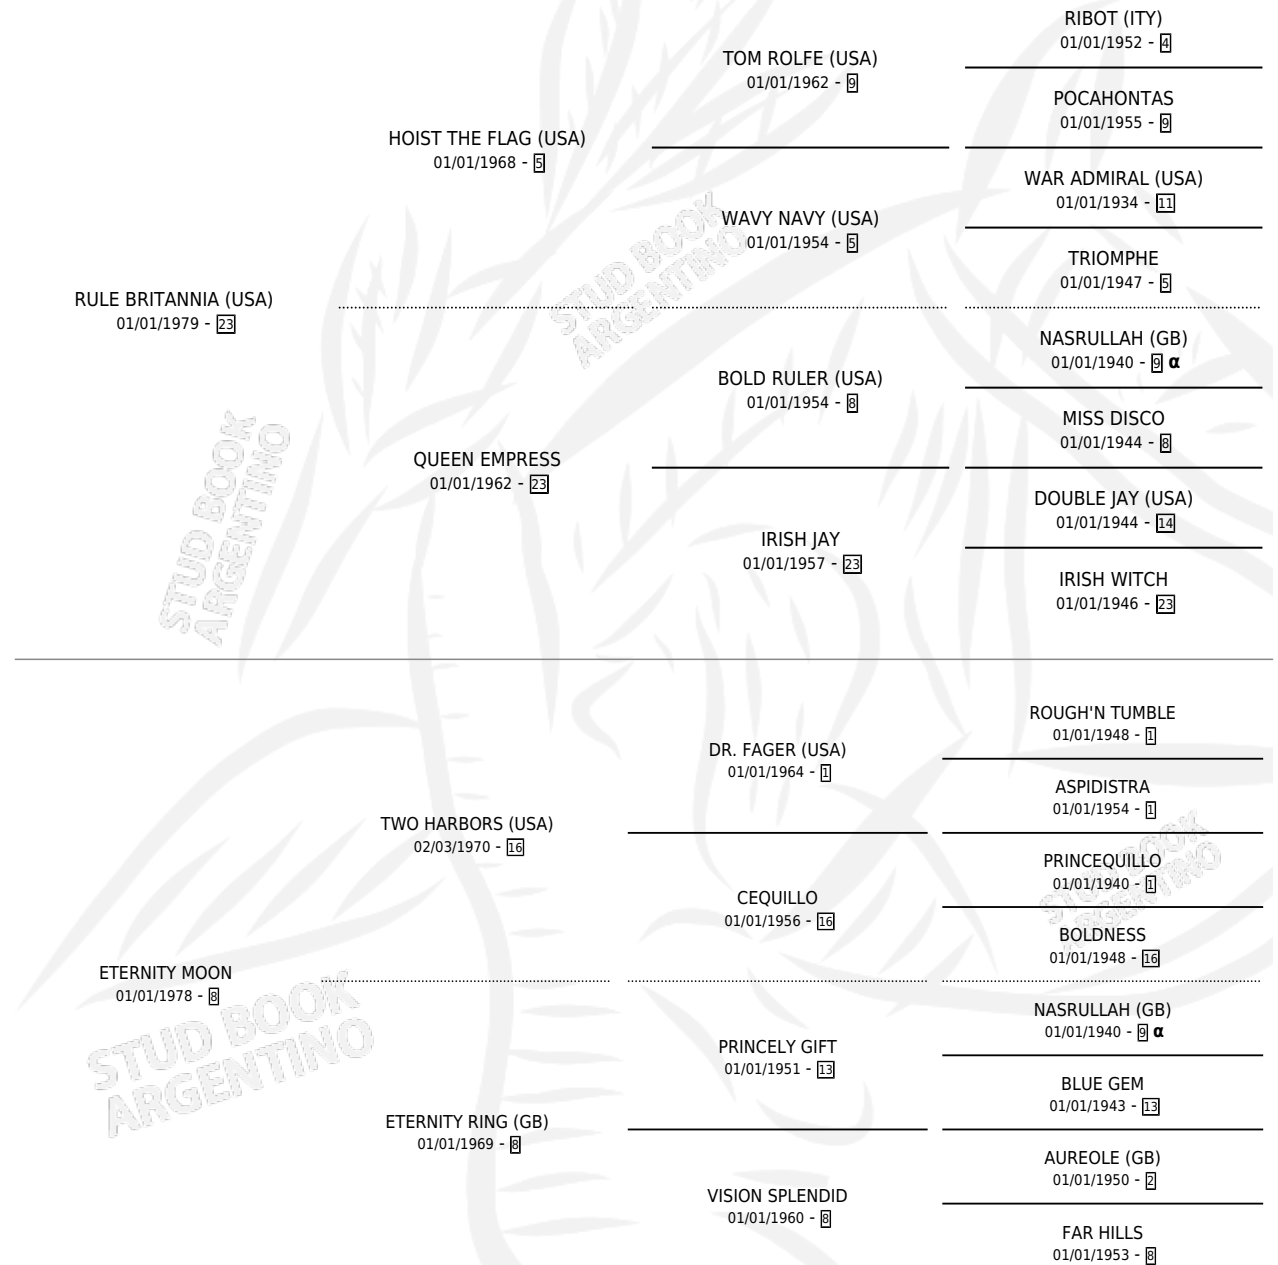 RIBOT (ITY)
01/01/1952 - 4
TOM ROLFE (USA)
01/01/1962 - 9
POCAHONTAS
01/01/1955 - 9
HOIST THE FLAG (USA)
01/01/1968 - 5
WAR ADMIRAL (USA)
01/01/1934 - 11
WAVY NAVY (USA)
01/01/1954 - 5
TRIOMPHE
01/01/1947 - 5
RULE BRITANNIA (USA)
01/01/1979 - 23
NASRULLAH (GB)
01/01/1940 - 9 α
BOLD RULER (USA)
01/01/1954 - 8
MISS DISCO
01/01/1944 - 8
QUEEN EMPRESS
01/01/1962 - 23
DOUBLE JAY (USA)
01/01/1944 - 14
IRISH JAY
01/01/1957 - 23
IRISH WITCH
01/01/1946 - 23
ROUGH'N TUMBLE
01/01/1948 - 1
DR. FAGER (USA)
01/01/1964 - 1
ASPIDISTRA
01/01/1954 - 1
TWO HARBORS (USA)
02/03/1970 - 16
PRINCEQUILLO
01/01/1940 - 1
CEQUILLO
01/01/1956 - 16
BOLDNESS
01/01/1948 - 16
ETERNITY MOON
01/01/1978 - 8
NASRULLAH (GB)
01/01/1940 - 9 α
PRINCELY GIFT
01/01/1951 - 13
BLUE GEM
01/01/1943 - 13
ETERNITY RING (GB)
01/01/1969 - 8
AUREOLE (GB)
01/01/1950 - 2
VISION SPLENDID
01/01/1960 - 8
FAR HILLS
01/01/1953 - 8
STUD BOOK
ARGENTINO
STUD BOOK
ARGENTINO
STUD BOOK
ARGENTINO
STUD BOOK
ARGENTINO